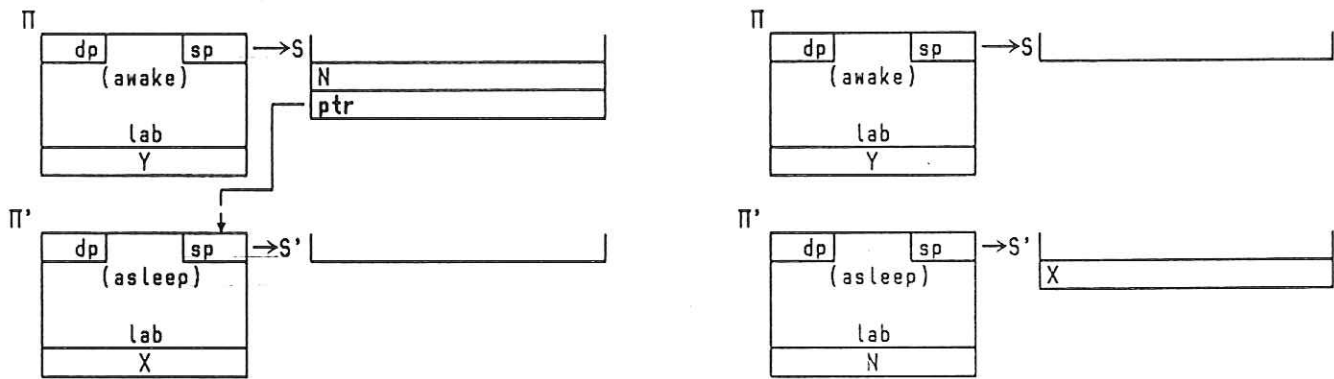 Π
dp sp →S
(awake) N
ptr
lab
Y
Π'
dp sp →S'
(asleep)
lab
X
Π
dp sp →S
(awake)
lab
Y
Π'
dp sp →S'
(asleep) X
lab
N